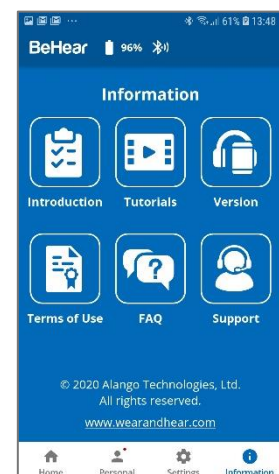 61% 13:48
BeHear 96%
Information
Introduction Tutorials Version
Terms of Use FAQ Support
© 2020 Alango Technologies, Ltd.
All rights reserved.
www.wearandhear.com
Home Personal Settings Information